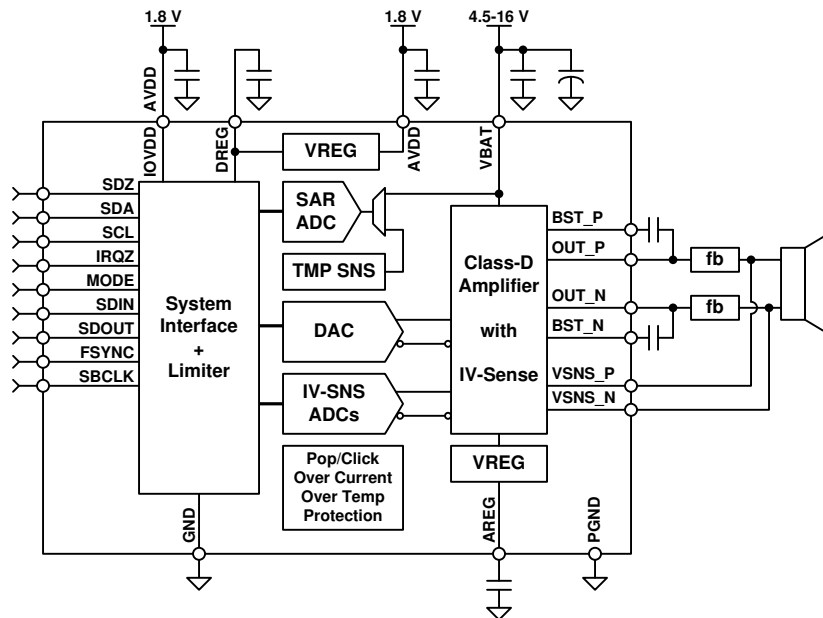 1.8 V
1.8 V
4.5-16 V
AVDD
IOVDD
DREG
AVDD
VBAT
VREG
SDZ
SDA
SCL
IRQZ
MODE
SDIN
SDOUT
FSYNC
SBCLK
System
Interface
+
Limiter
SAR
ADC
TMP SNS
DAC
IV-SNS
ADCs
Pop/Click
Over Current
Over Temp
Protection
Class-D
Amplifier
with
IV-Sense
VREG
BST_P
OUT_P
OUT_N
BST_N
VSNS_P
VSNS_N
fb
fb
GND
AREG
PGND